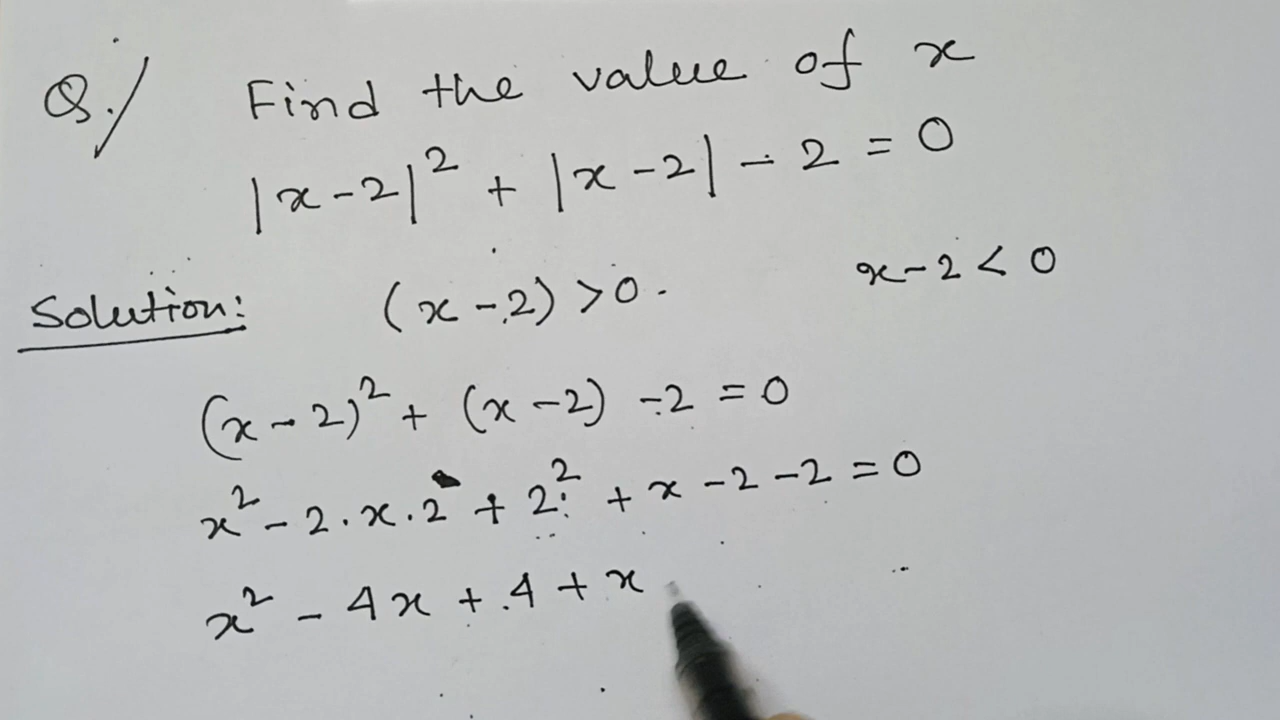 Q./ Find the value of x
|x-2|² + |x-2| - 2 = 0
Solution: (x-2) >0. x-2 < 0
(x-2)² + (x-2) -2 = 0
x² - 2.x.2 + 2² + x -2 -2 = 0
x² - 4x + 4 + x